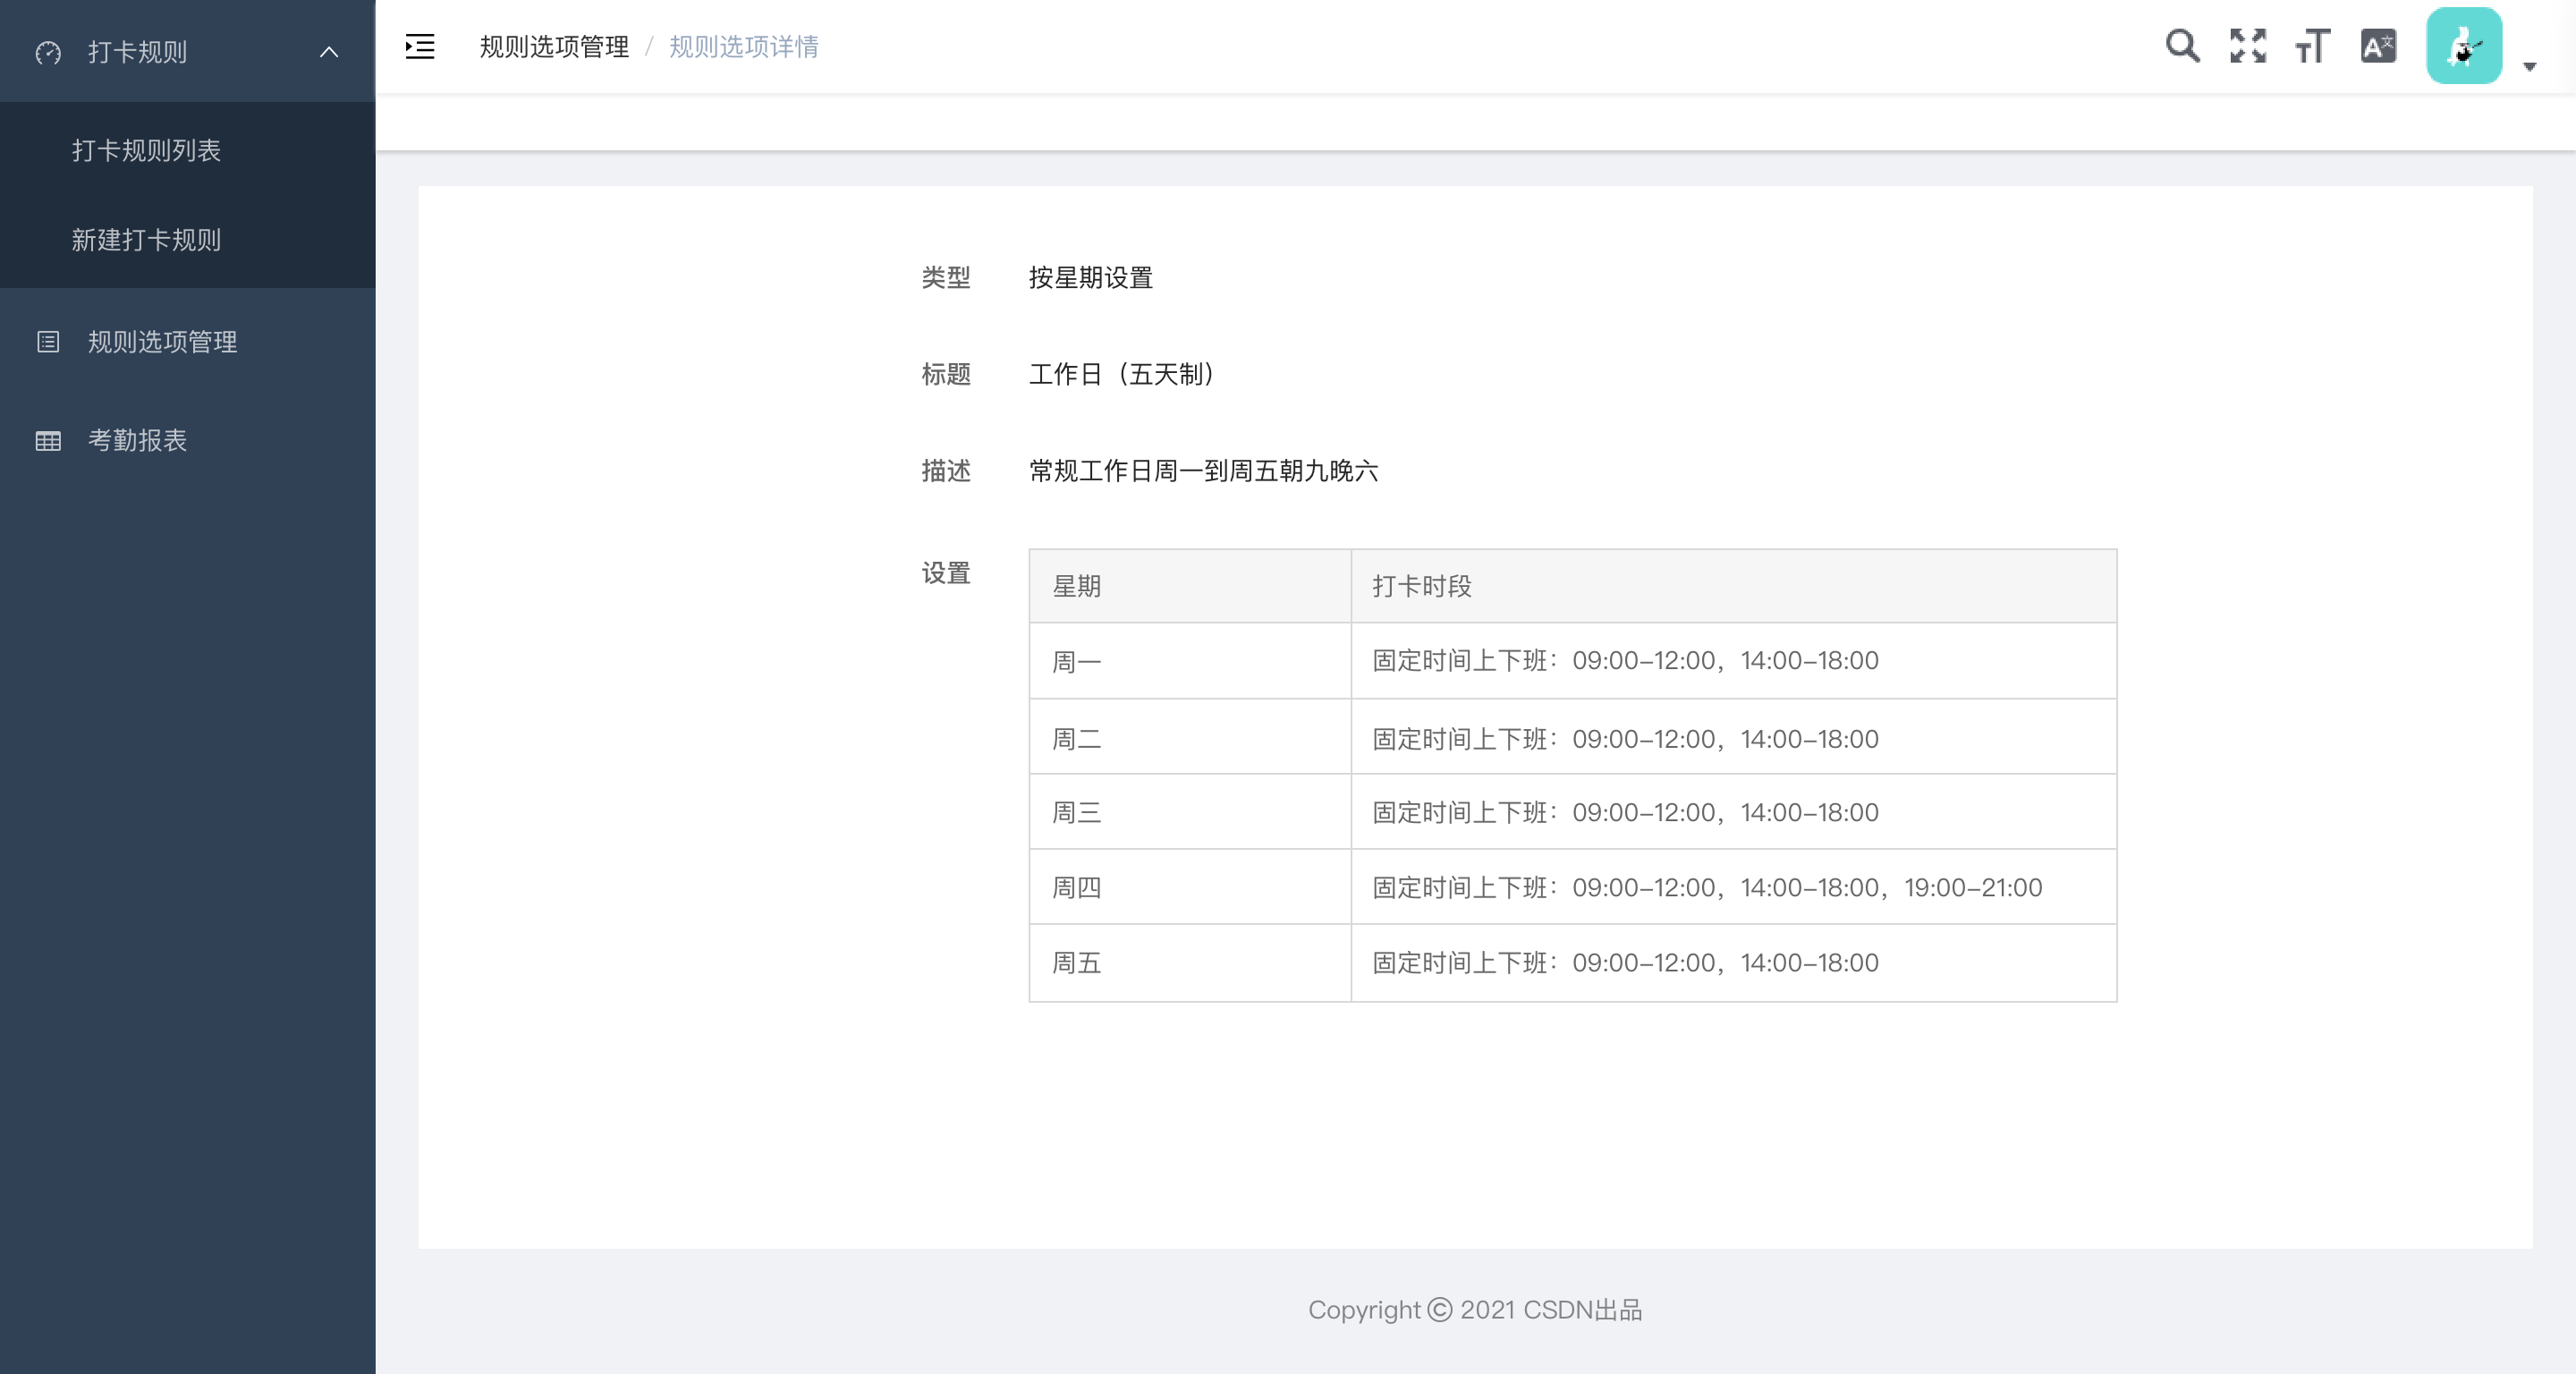 打卡规则
打卡规则列表
新建打卡规则
规则选项管理
考勤报表
规则选项管理 / 规则选项详情
类型 按星期设置
标题 工作日（五天制）
描述 常规工作日周一到周五朝九晚六
设置
星期 打卡时段
周一 固定时间上下班：09:00-12:00，14:00-18:00
周二 固定时间上下班：09:00-12:00，14:00-18:00
周三 固定时间上下班：09:00-12:00，14:00-18:00
周四 固定时间上下班：09:00-12:00，14:00-18:00，19:00-21:00
周五 固定时间上下班：09:00-12:00，14:00-18:00
Copyright © 2021 CSDN出品